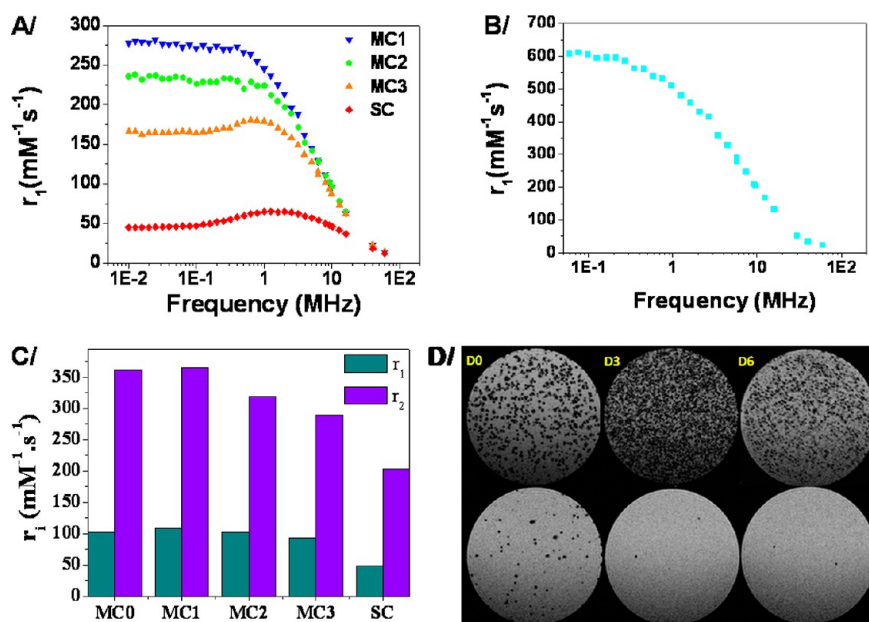 A/
r₁(mM⁻¹s⁻¹)
300
250
200
150
100
50
0
MC1
MC2
MC3
SC
1E-2 1E-1 1 10 1E2
Frequency (MHz)
B/
r₁(mM⁻¹s⁻¹)
700
600
500
400
300
200
100
0
1E-1 1 10 1E2
Frequency (MHz)
C/
rᵢ (mM⁻¹.s⁻¹)
350
300
250
200
150
100
50
0
r₁
r₂
MC0 MC1 MC2 MC3 SC
D/
D0 D3 D6